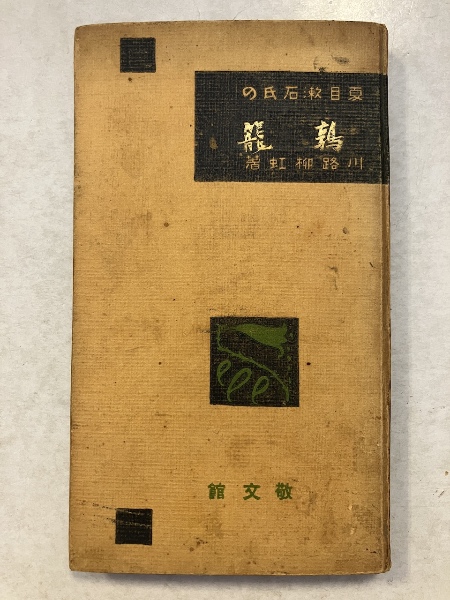 夏目漱石氏の
鶉籠
川路柳虹著
敬文館